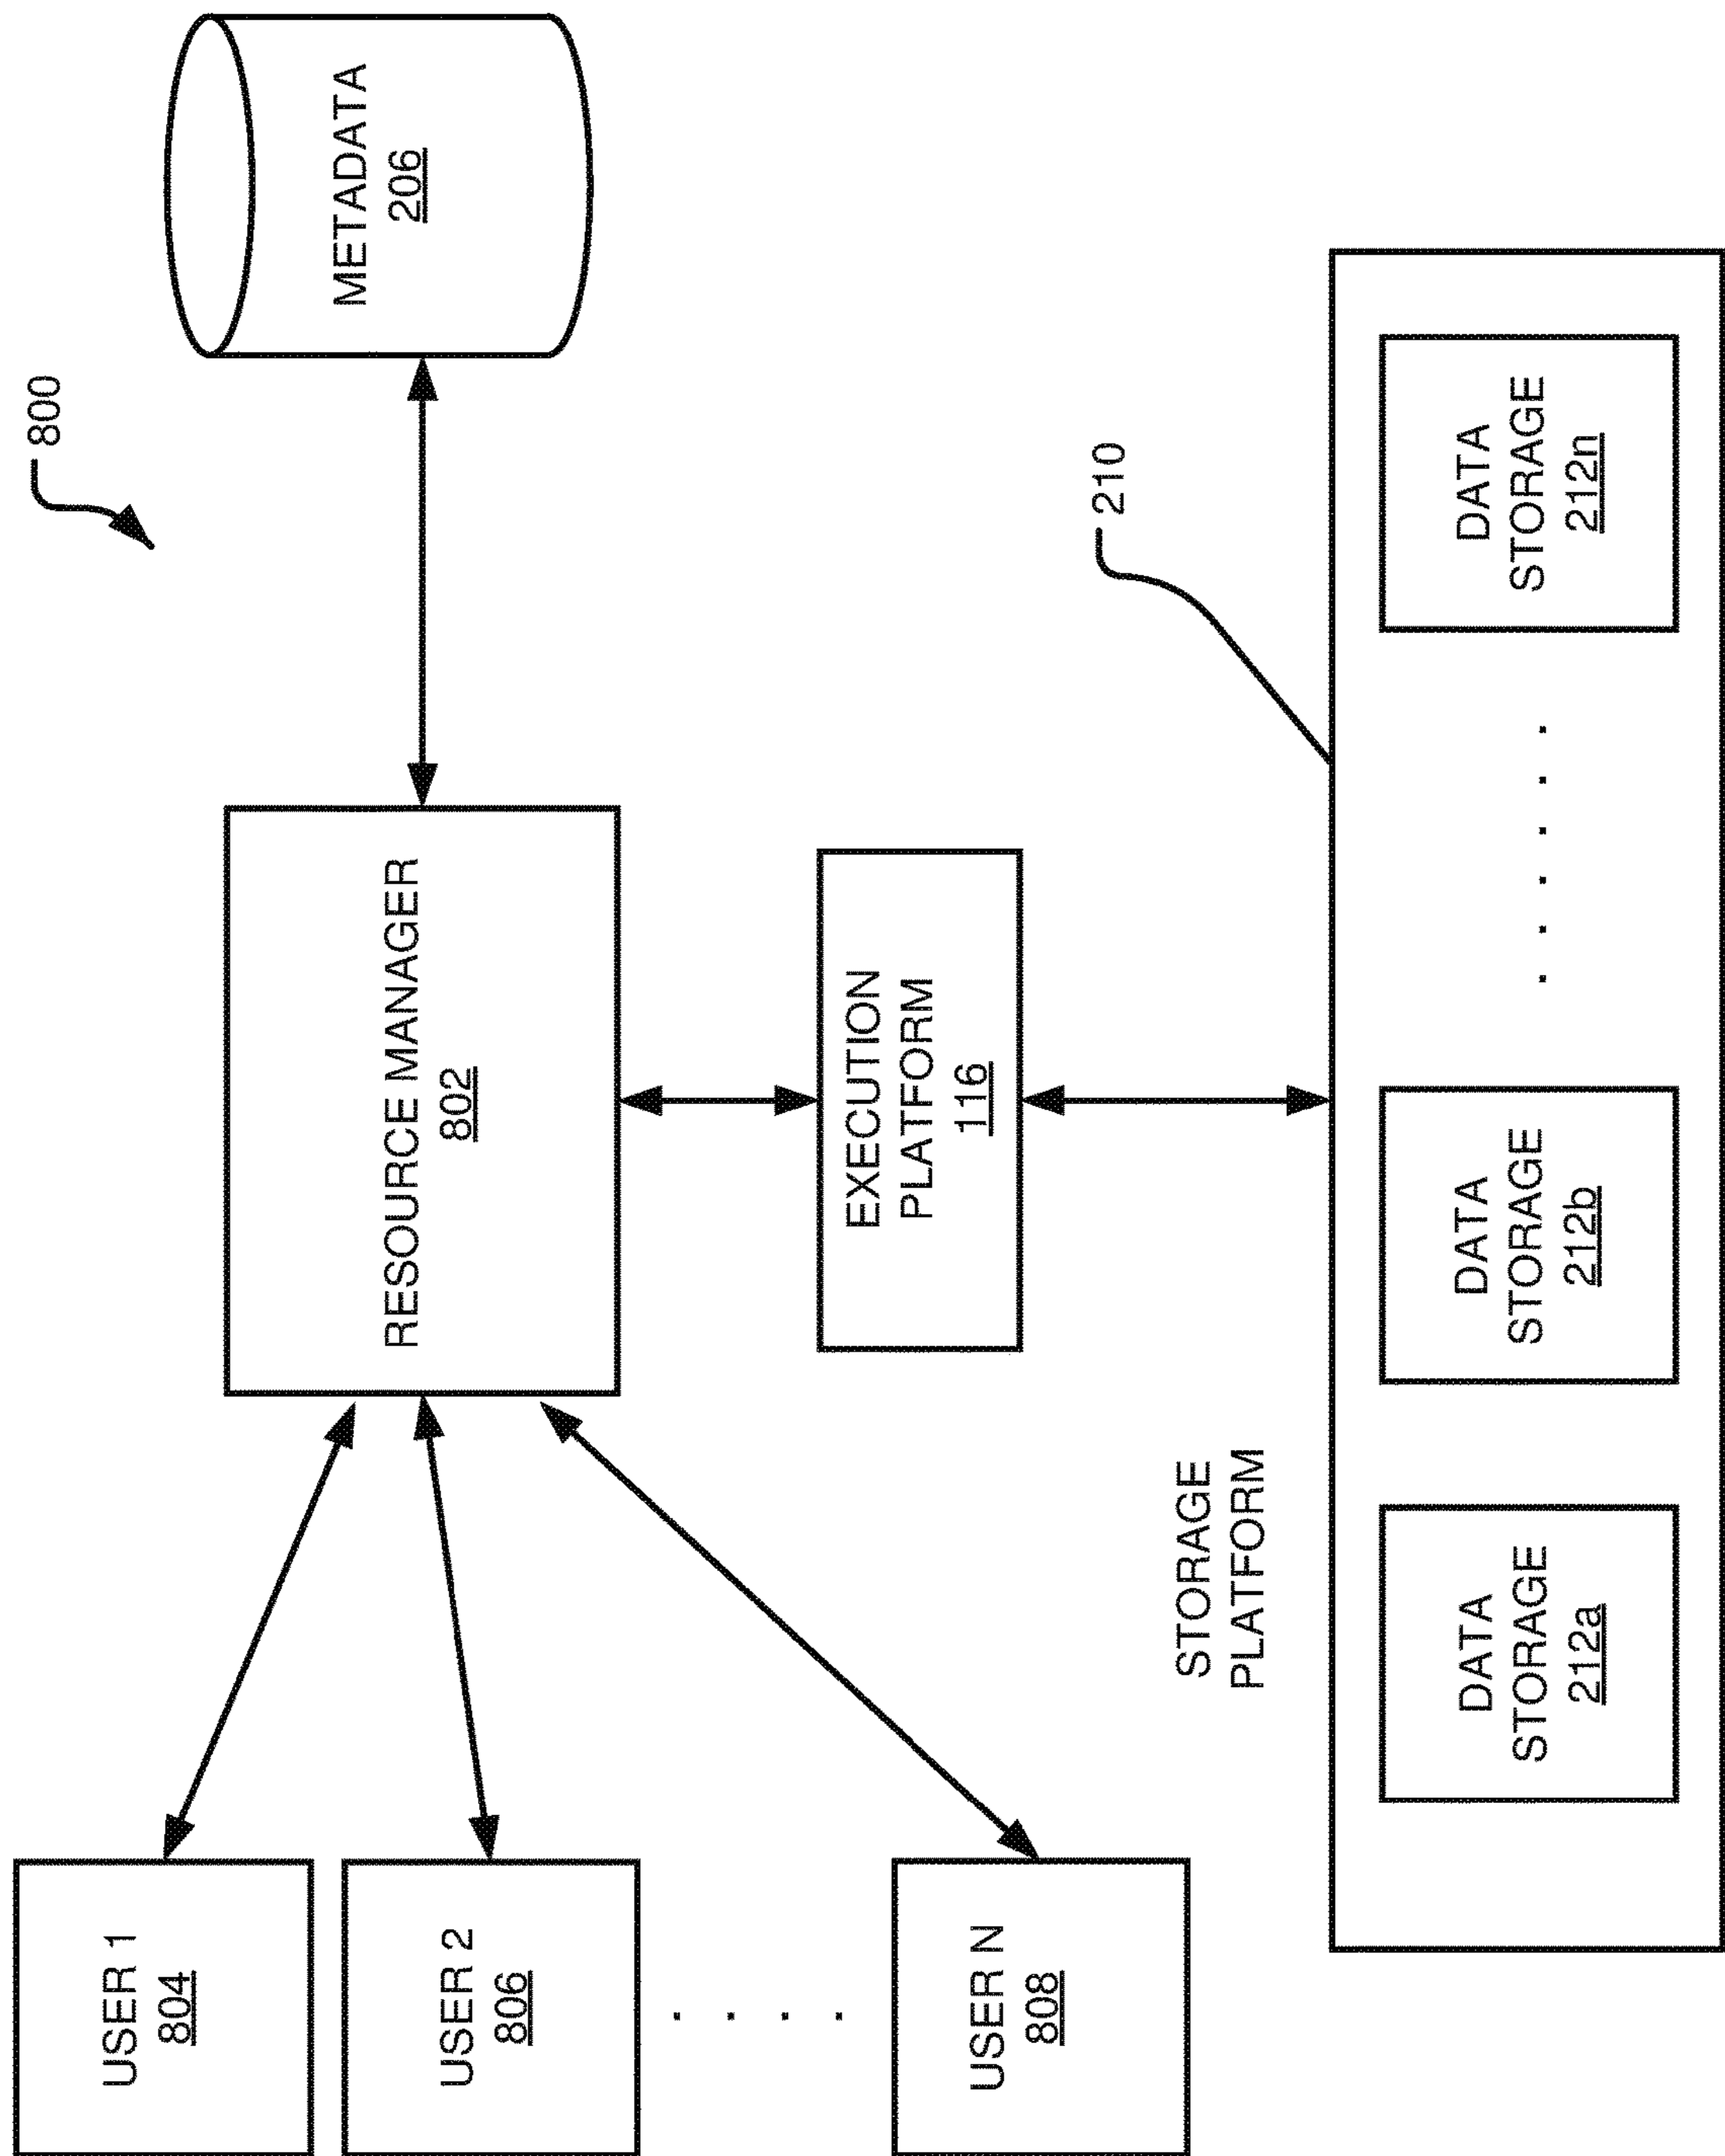 800
USER 1
804
USER 2
806
. . . .
USER N
808
RESOURCE MANAGER
802
METADATA
206
EXECUTION
PLATFORM
116
STORAGE
PLATFORM
210
DATA
STORAGE
212a
DATA
STORAGE
212b
. . . . . .
DATA
STORAGE
212n